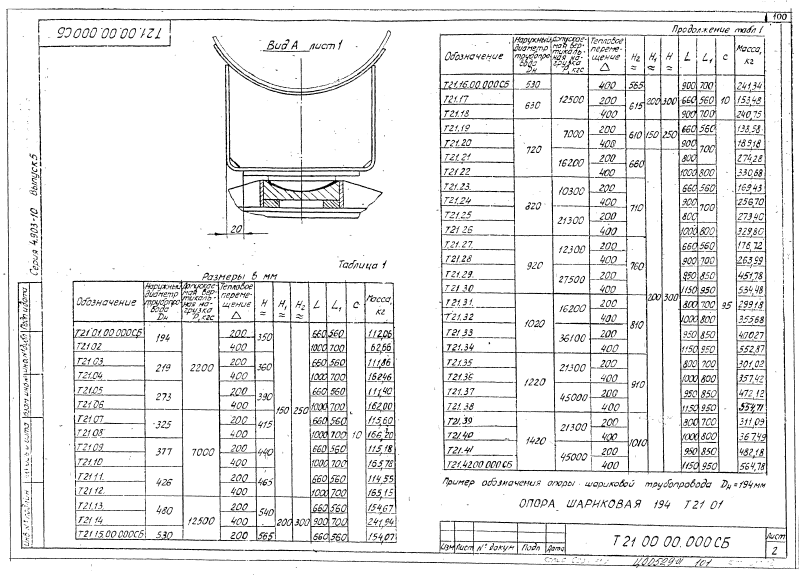 100
Т21.00.00.000СБ
Вид А лист 1
20
Серия 4.903-10 Выпуск 5
Таблица 1
Размеры в мм
Обозначение Наружный диаметр трубопровода Dн Допускаемая вертикальная нагрузка Р, кгс Тепловое перемещение Δ H ≈ H₁ ≈ H₂ ≈ L L₁ с Масса, кг
Т21.01.00.000СБ 194 2200 200 350 150 250 660 560 10 112,06
Т21.02 400 1000 700
Т21.03 219 200 360 660 560 111,86
Т21.04 400 1000 700
Т21.05 273 200 390 660 560 111,40
Т21.06 400 1000 700 162,00
Т21.07 325 7000 200 415 660 560 115,60
Т21.08 400 1000 700 166,20
Т21.09 377 200 440 660 560 115,18
Т21.10 400 1000 700 165,78
Т21.11 426 200 465 660 560 114,55
Т21.12 400 1000 700 165,15
Т21.13 480 12500 200 540 200 300 660 560 154,67
Т21.14 400 900 700 241,94
Т21.15.00.000СБ 530 200 565 660 560 154,07
Продолжение табл 1
Обозначение Наружный диаметр трубопровода Dн Допускаемая вертикальная нагрузка Р, кгс Тепловое перемещение Δ H₂ ≈ H₁ ≈ H ≈ L L₁ с Масса, кг
Т21.16.00.000СБ 530 12500 400 565 200 300 900 700 10 241,34
Т21.17 630 200 615 660 560 153,48
Т21.18 400 900 700 240,75
Т21.19 720 7000 200 610 150 250 660 560 138,58
Т21.20 400 900 700 189,18
Т21.21 16200 200 660 200 300 800 95 274,28
Т21.22 400 1000 800 330,68
Т21.23 820 10300 200 710 660 560 169,43
Т21.24 400 900 700 256,70
Т21.25 21300 200 800 273,40
Т21.26 400 1000 800 329,80
Т21.27 920 12300 200 760 660 560 176,72
Т21.28 400 900 700 263,99
Т21.29 27500 200 950 850 451,78
Т21.30 400 1150 950 534,48
Т21.31 1020 16200 200 810 800 700 299,18
Т21.32 400 1000 800 355,68
Т21.33 36100 200 950 850 400,27
Т21.34 400 1150 950 552,87
Т21.35 1220 21300 200 910 800 700 301,02
Т21.36 400 1000 800 357,42
Т21.37 45000 200 950 850 472,12
Т21.38 400 1150 950 554,71
Т21.39 1420 21300 200 1010 800 700 311,09
Т21.40 400 1000 800 367,49
Т21.41 45000 200 950 850 482,18
Т21.42.00.000СБ 400 1150 950 564,78
Пример обозначения опоры шариковой трубопровода Dн=194мм
ОПОРА ШАРИКОВАЯ 194 Т21 01
Изм Лист № докум Подп Дата
Т 21 00 00. 000 СБ
Лист
2
101